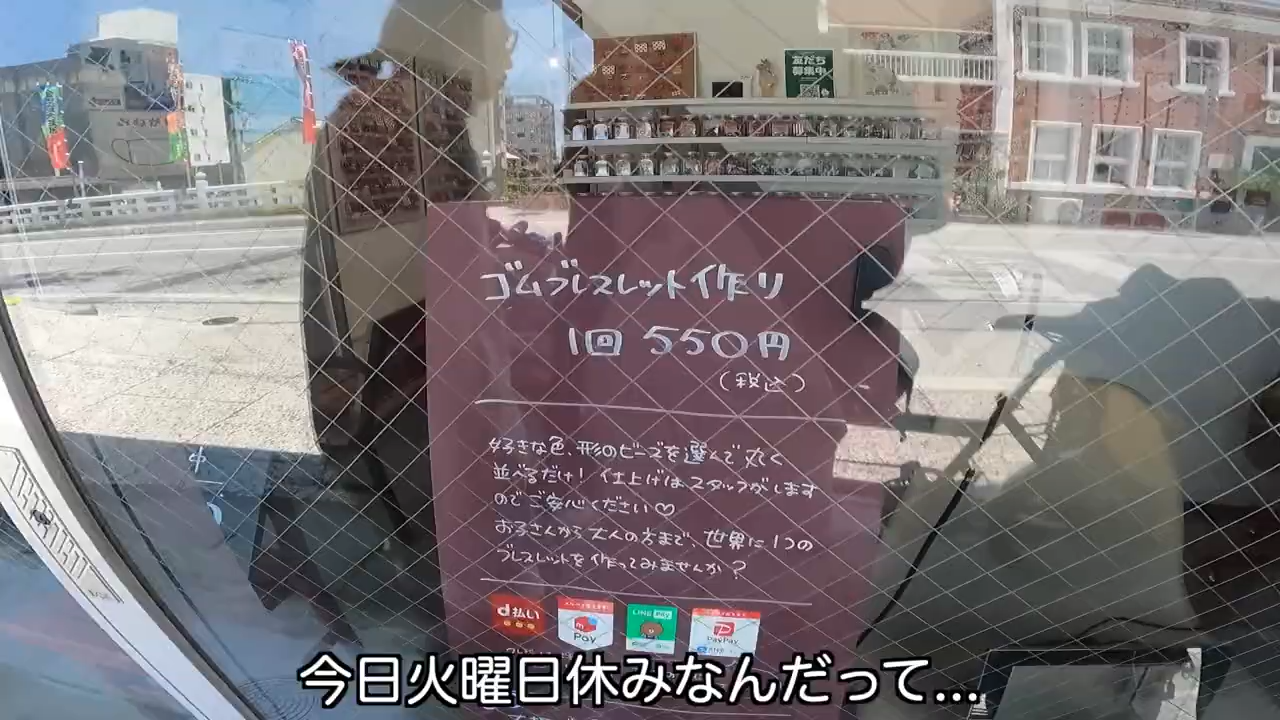 友だち
募集中
ゴムブレスレット作り
1回 550円
(税込)
好きな色、形のビーズを選んで丸く
並べるだけ! 仕上げはスタッフがします
のでご安心ください♡
お子さんから大人の方まで、世界に1つの
ブレスレットを作ってみませんか?
d払い
Pay
LINE Pay
PayPay
今日火曜日休みなんだって...